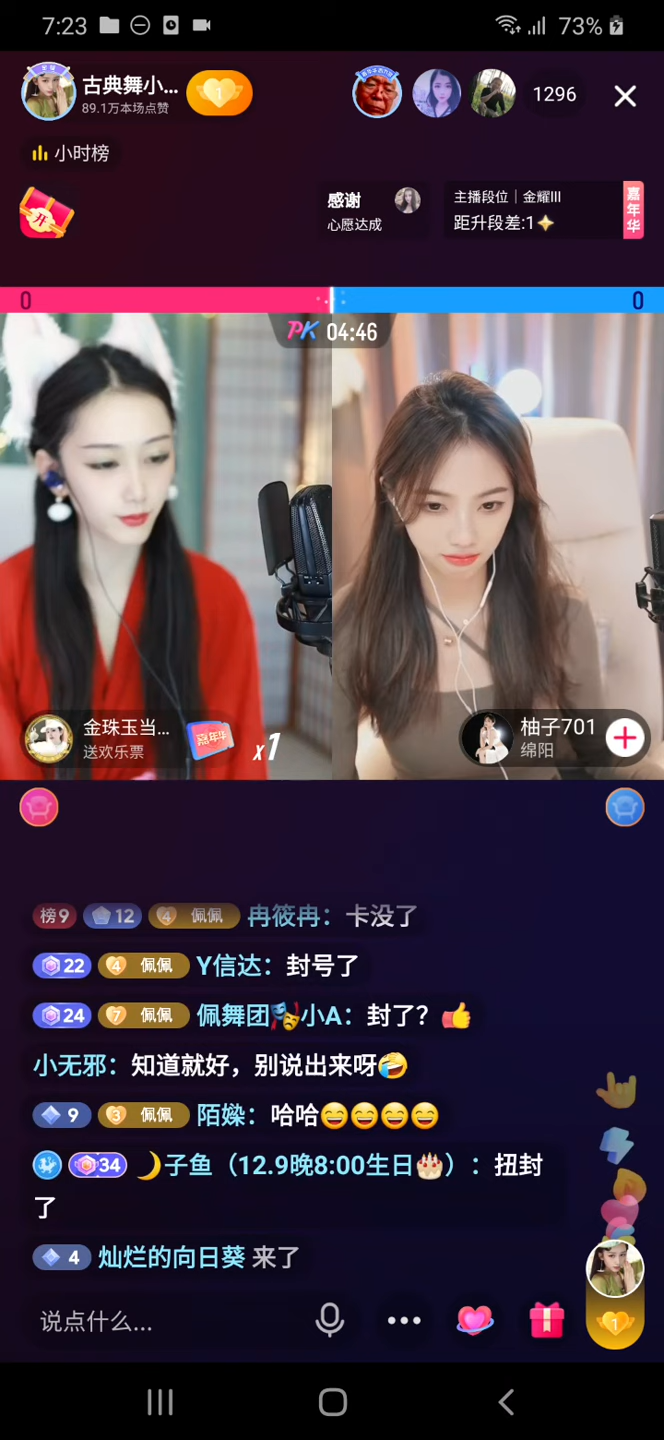 7:23
73%
古典舞小...
89.1万本场点赞
1
1296
小时榜
开
感谢
心愿达成
主播段位｜金耀III
距升段差:1
嘉年华
0
0
PK 04:46
金珠玉当...
送欢乐票
嘉年华
x1
柚子701
绵阳
榜9 12 4 佩佩 冉筱冉：卡没了
22 4 佩佩 Y信达：封号了
24 7 佩佩 佩舞团🎭小A：封了？👍
小无邪：知道就好，别说出来呀🤣
9 3 佩佩 陌嬠：哈哈😄😄😄😄
34 🌙子鱼（12.9晚8:00生日🎂）：扭封
了
4 灿烂的向日葵 来了
说点什么...
1